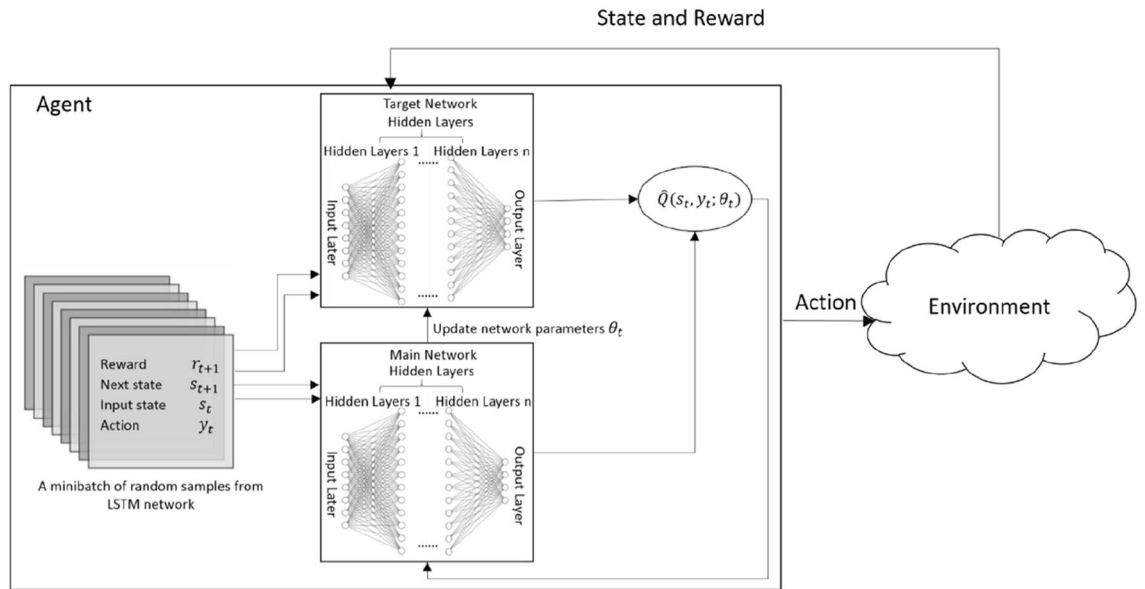 State and Reward
Agent
Target Network
Hidden Layers
Hidden Layers 1 ...... Hidden Layers n
Input Later
Output Layer
......
Q̂(s_t, y_t; θ_t)
Update network parameters θ_t
Main Network
Hidden Layers
Hidden Layers 1 ...... Hidden Layers n
Input Later
Output Layer
......
Reward r_{t+1}
Next state s_{t+1}
Input state s_t
Action y_t
A minibatch of random samples from
LSTM network
Action
Environment